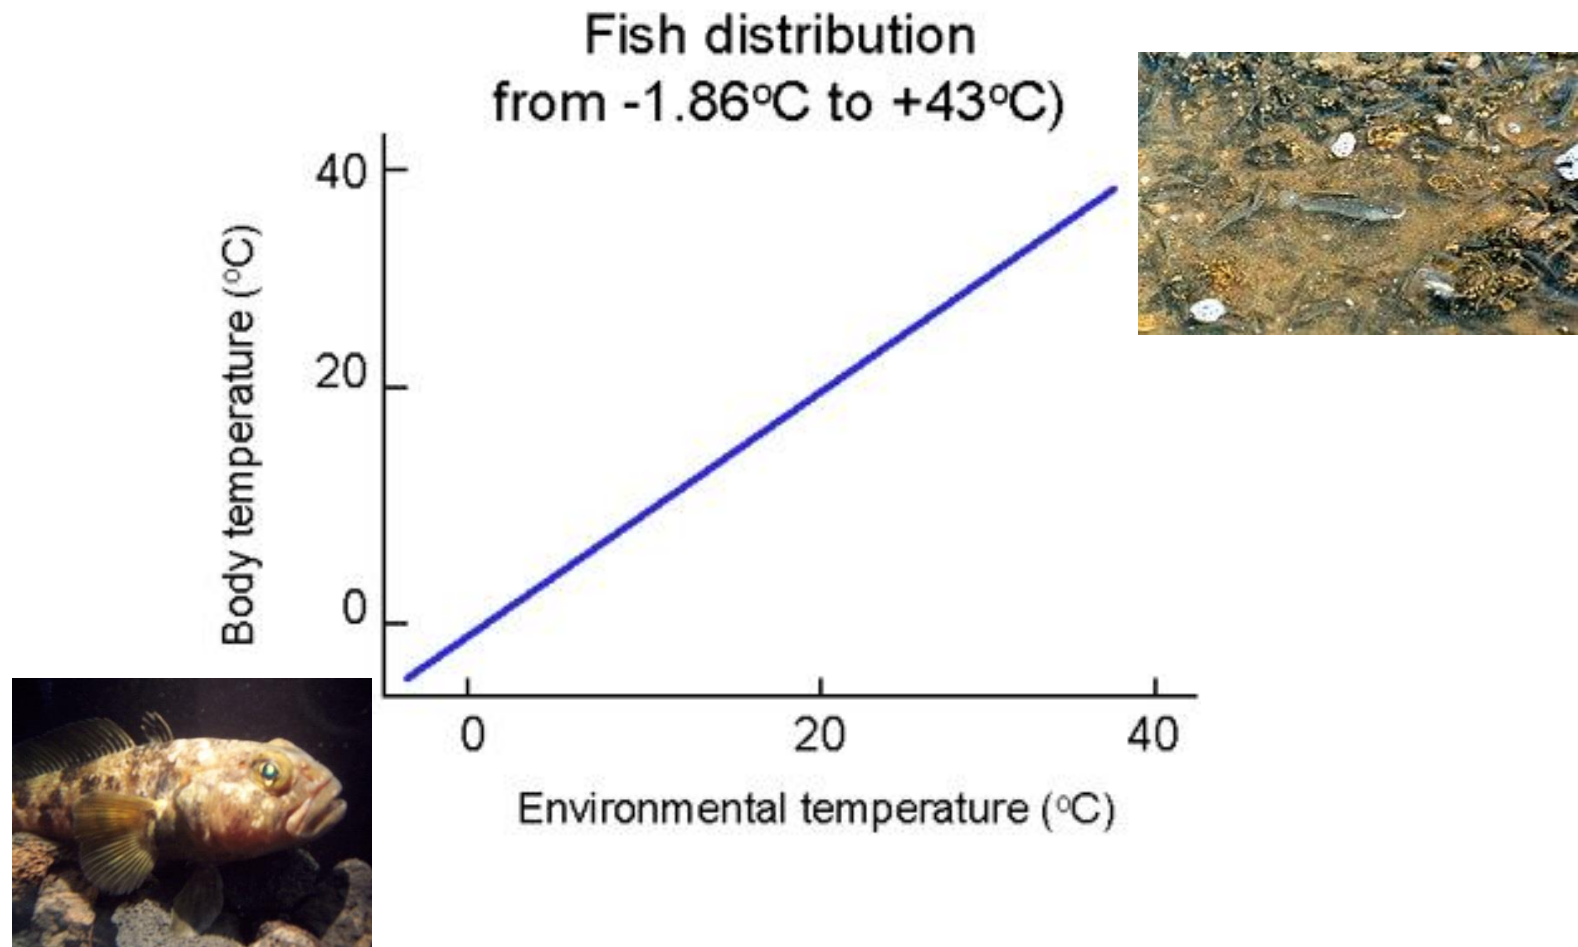 Fish distribution
from -1.86ºC to +43ºC)
40
20
0
Body temperature (ºC)
0 20 40
Environmental temperature (ºC)